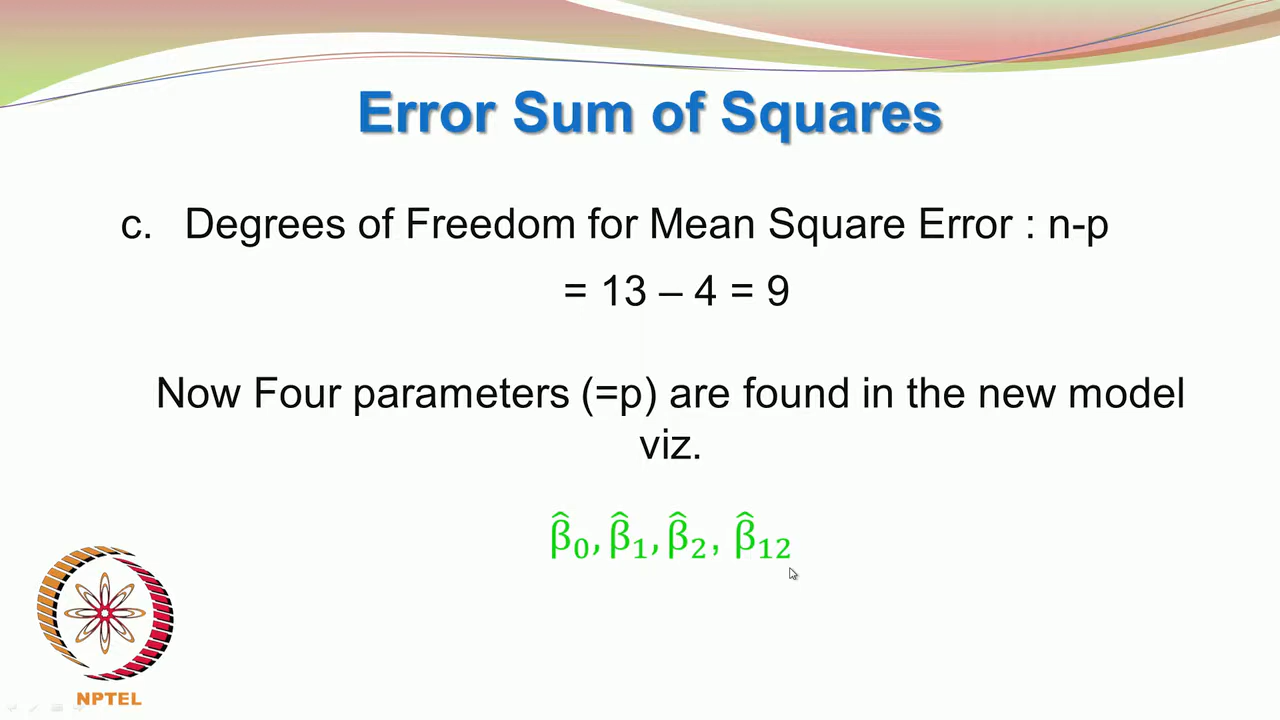 Error Sum of Squares
c. Degrees of Freedom for Mean Square Error : n-p
= 13 – 4 = 9
Now Four parameters (=p) are found in the new model
viz.
β̂₀, β̂₁, β̂₂, β̂₁₂
NPTEL